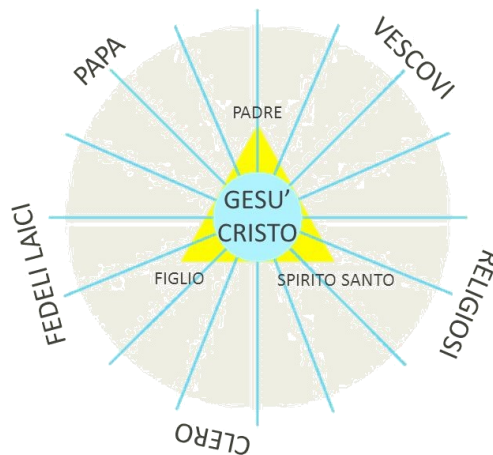 PAPA
VESCOVI
PADRE
GESU'
CRISTO
FIGLIO
SPIRITO SANTO
FEDELI LAICI
RELIGIOSI
CLERO